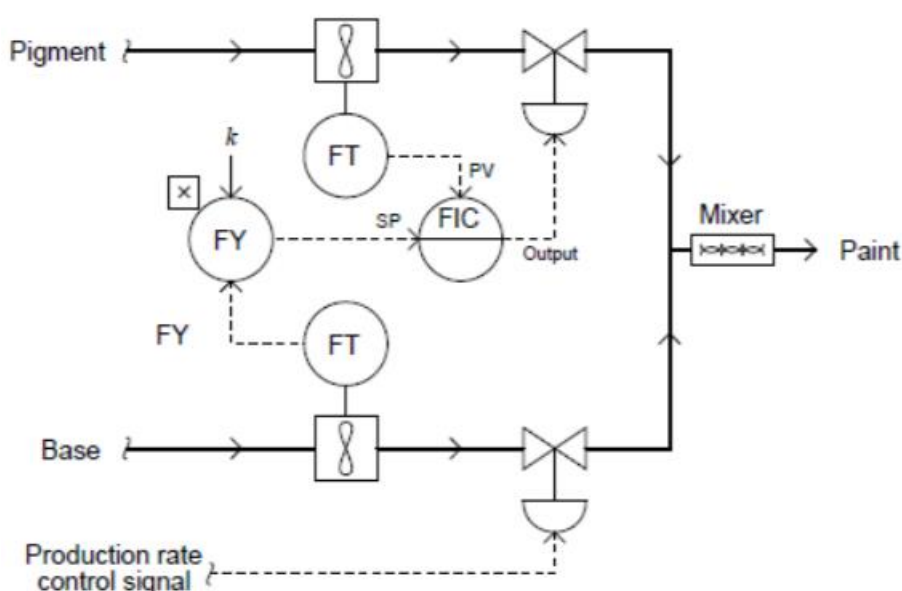 Pigment
FT
k
PV
×
SP
FIC
FY
Output
Mixer
Paint
FY
FT
Base
Production rate
control signal